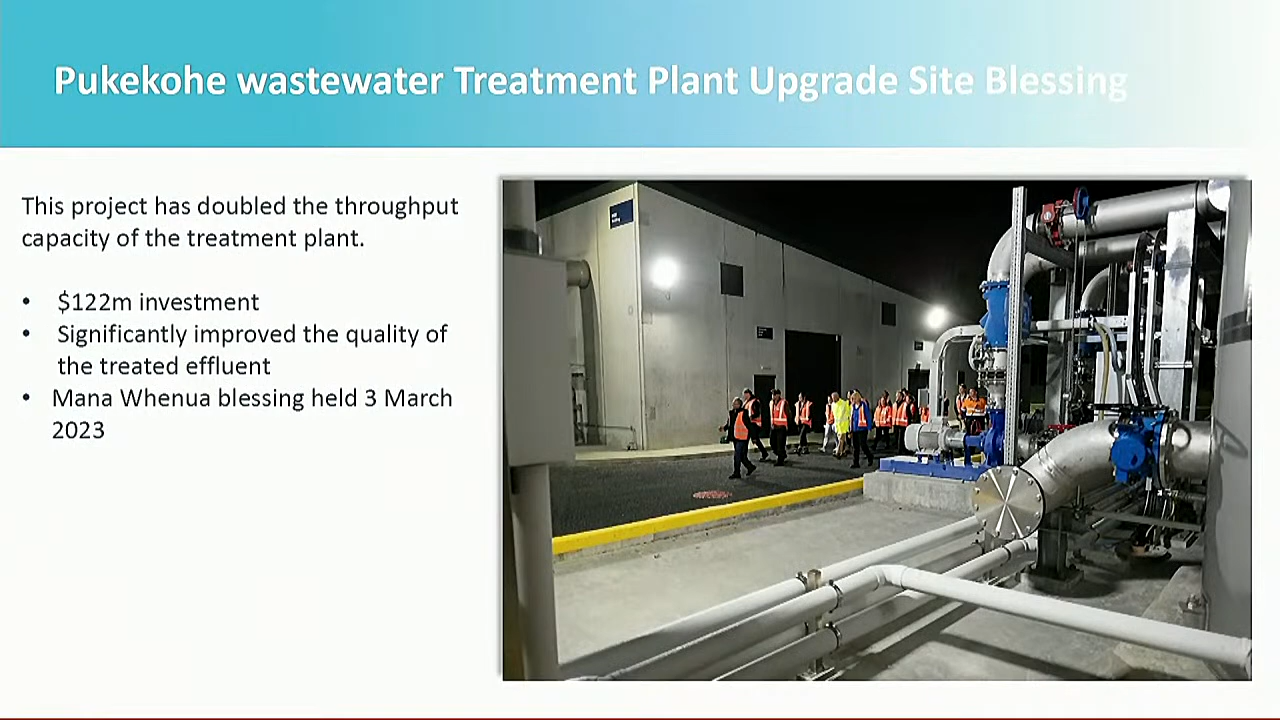 Pukekohe wastewater Treatment Plant Upgrade Site Blessing
This project has doubled the throughput
capacity of the treatment plant.
• $122m investment
• Significantly improved the quality of
the treated effluent
• Mana Whenua blessing held 3 March
2023